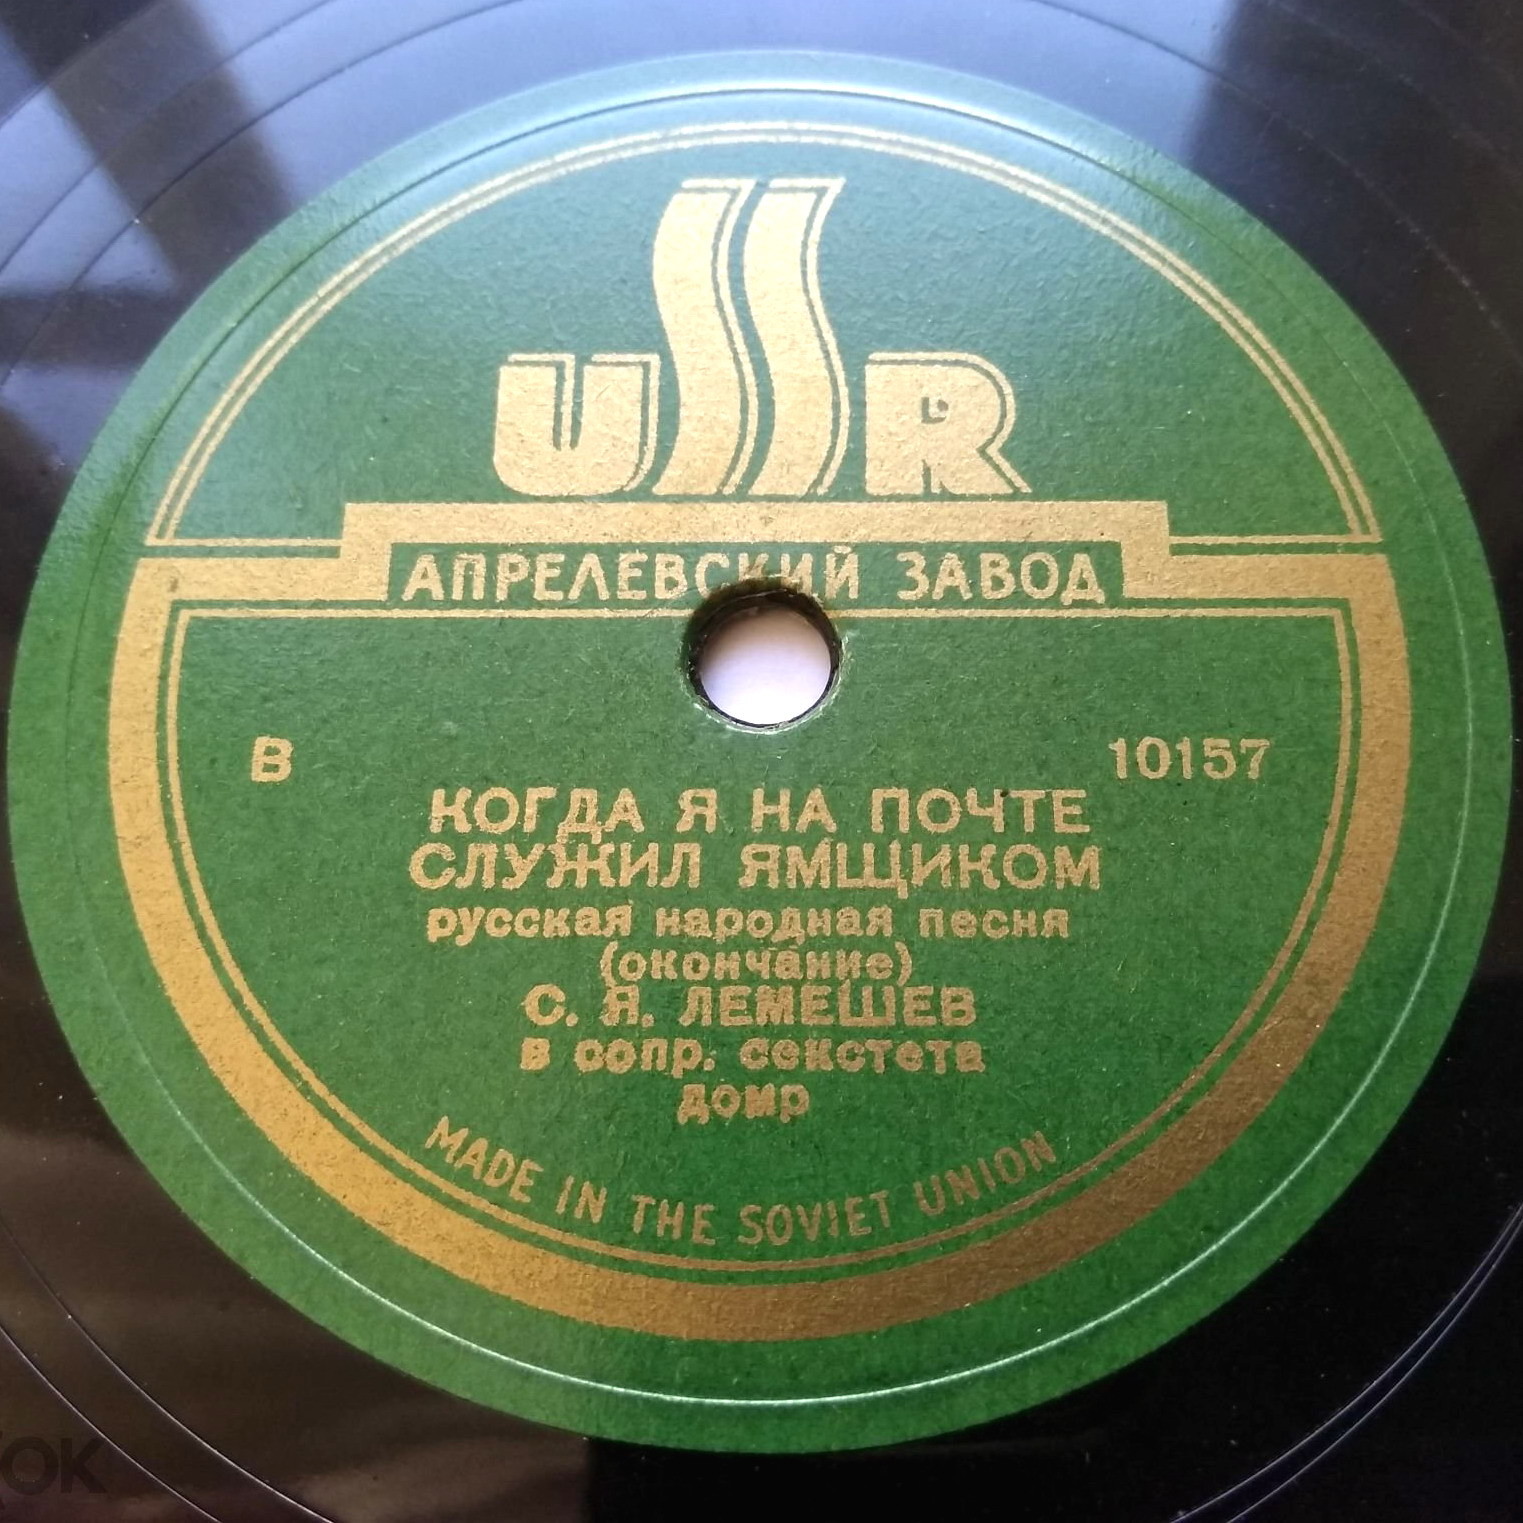 USSR
АПРЕЛЕВСКИЙ ЗАВОД
В 10157
КОГДА Я НА ПОЧТЕ
СЛУЖИЛ ЯМЩИКОМ
русская народная песня
(окончание)
С. Я. ЛЕМЕШЕВ
в сопр. секстета
домр
MADE IN THE SOVIET UNION